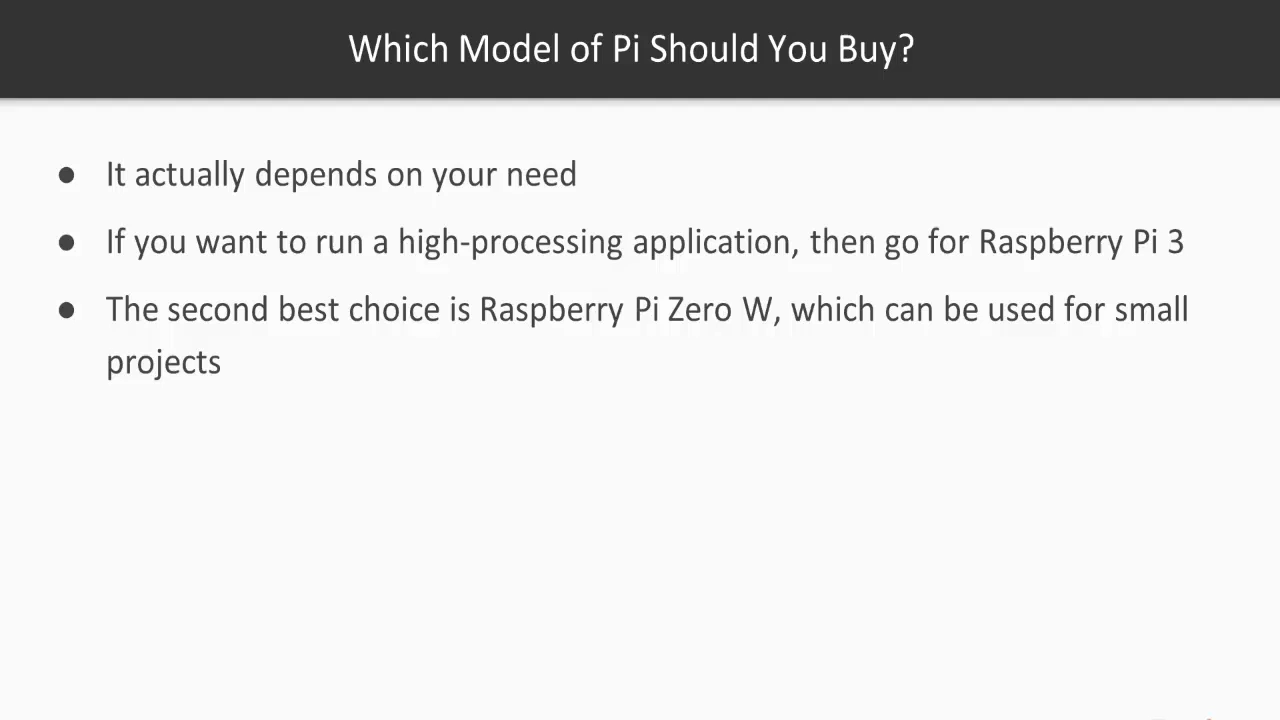 Which Model of Pi Should You Buy?
● It actually depends on your need
● If you want to run a high-processing application, then go for Raspberry Pi 3
● The second best choice is Raspberry Pi Zero W, which can be used for small
projects